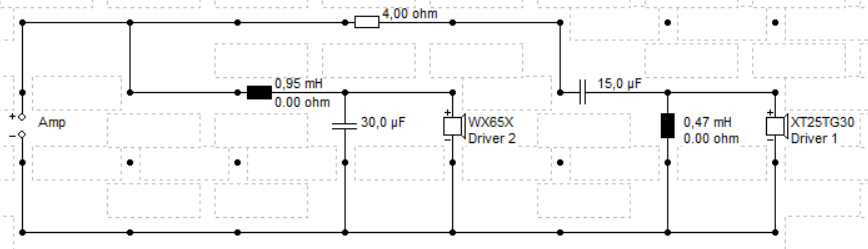 4,00 ohm
0,95 mH
0.00 ohm
15,0 µF
+
Amp
−
30,0 µF
+
WX65X
−
Driver 2
0,47 mH
0.00 ohm
+
XT25TG30
−
Driver 1